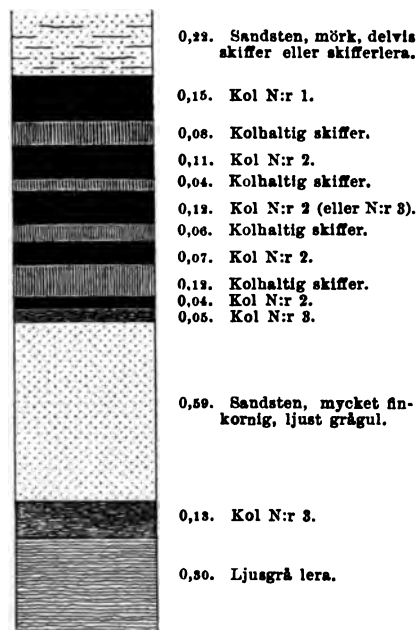 0,22. Sandsten, mörk, delvis
skiffer eller skifferlera.
0,15. Kol N:r 1.
0,08. Kolhaltig skiffer.
0,11. Kol N:r 2.
0,04. Kolhaltig skiffer.
0,12. Kol N:r 2 (eller N:r 3).
0,06. Kolhaltig skiffer.
0,07. Kol N:r 2.
0,12. Kolhaltig skiffer.
0,04. Kol N:r 2.
0,05. Kol N:r 3.
0,59. Sandsten, mycket fin-
kornig, ljust grågul.
0,13. Kol N:r 3.
0,30. Ljusgrå lera.